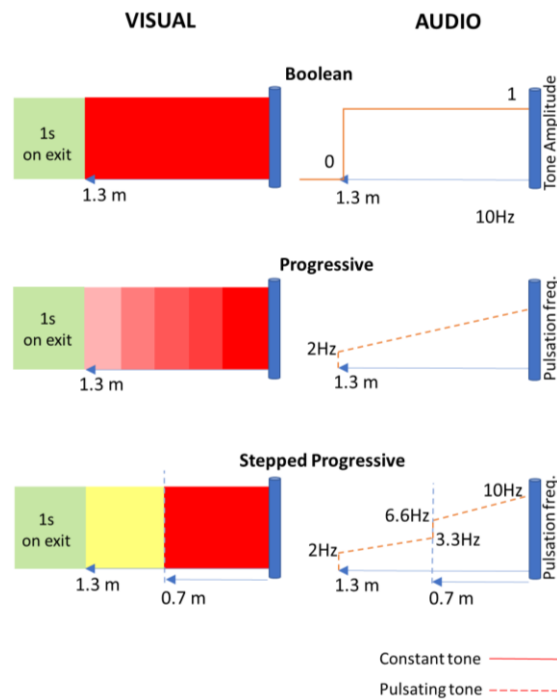 VISUAL
AUDIO
Boolean
1s
on exit
1.3 m
0
1
1.3 m
Tone Amplitude
10Hz
Progressive
1s
on exit
1.3 m
2Hz
1.3 m
Pulsation freq.
Stepped Progressive
1s
on exit
1.3 m
0.7 m
2Hz
6.6Hz
3.3Hz
10Hz
1.3 m
0.7 m
Pulsation freq.
Constant tone
Pulsating tone